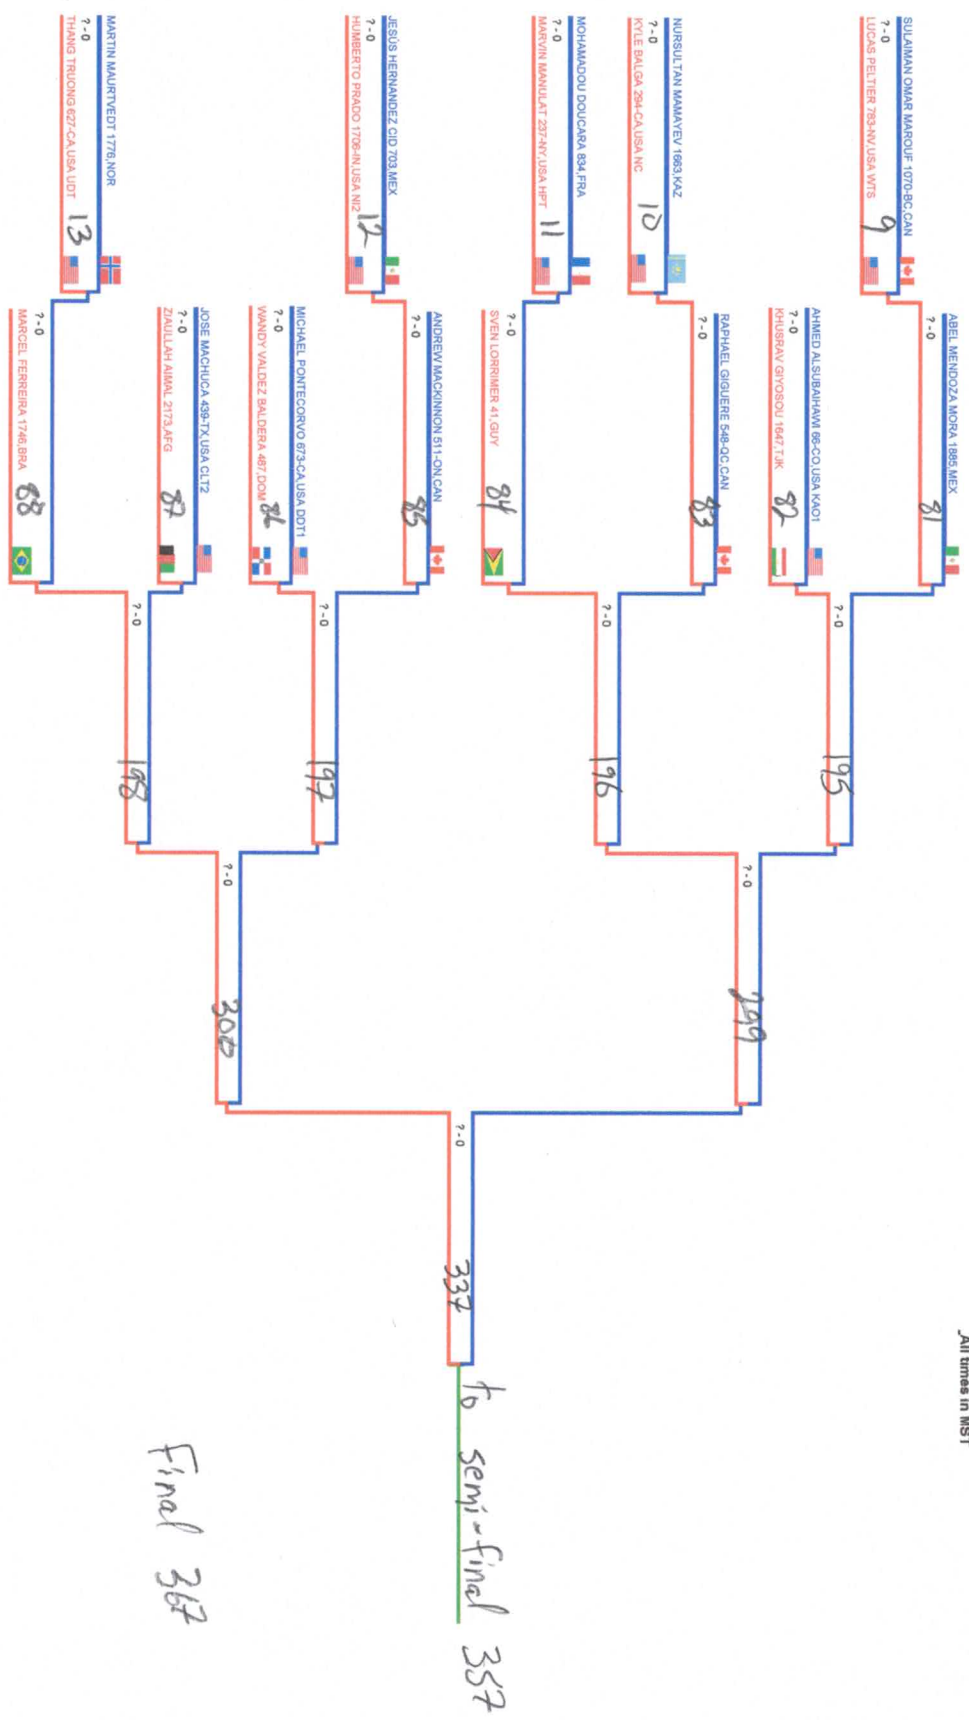 All times in MST
SULAIMAN OMAR MAROUF 1070-BC,CAN
? - 0
9
LUCAS PELTIER 783-NV,USA WTS
ABEL MENDOZA MORA 1885,MEX
? - 0
81
AHMED ALSUBAIHAWI 66-CO,USA KAO1
? - 0
82
KHUSRAV GIYOSOU 1647,TJK
? - 0
195
NURSULTAN MAMAYEV 1663,KAZ
? - 0
10
KYLE BALGA 294-CA,USA NC
RAPHAEL GIGUERE 548-QC,CAN
? - 0
83
MOHAMADOU DOUCARA 834,FRA
? - 0
11
MARVIN MANULAT 237-NY,USA HPT
? - 0
84
SVEN LORRIMER 41,GUY
? - 0
196
? - 0
299
JESÚS HERNANDEZ CID 703,MEX
? - 0
12
HUMBERTO PRADO 1706-IN,USA NI2
ANDREW MACKINNON 511-ON,CAN
? - 0
85
MICHAEL PONTECORVO 673-CA,USA DDT1
? - 0
86
WANDY VALDEZ BALDERA 487,DOM
? - 0
197
JOSE MACHUCA 439-TX,USA CLT2
? - 0
87
ZIAULLAH AIMAL 2173,AFG
MARTIN MAURTVEDT 1776,NOR
? - 0
13
THANG TRUONG 627-CA,USA UDT
? - 0
88
MARCEL FERREIRA 1746,BRA
? - 0
198
? - 0
300
? - 0
337
to semi-final 357
Final 367